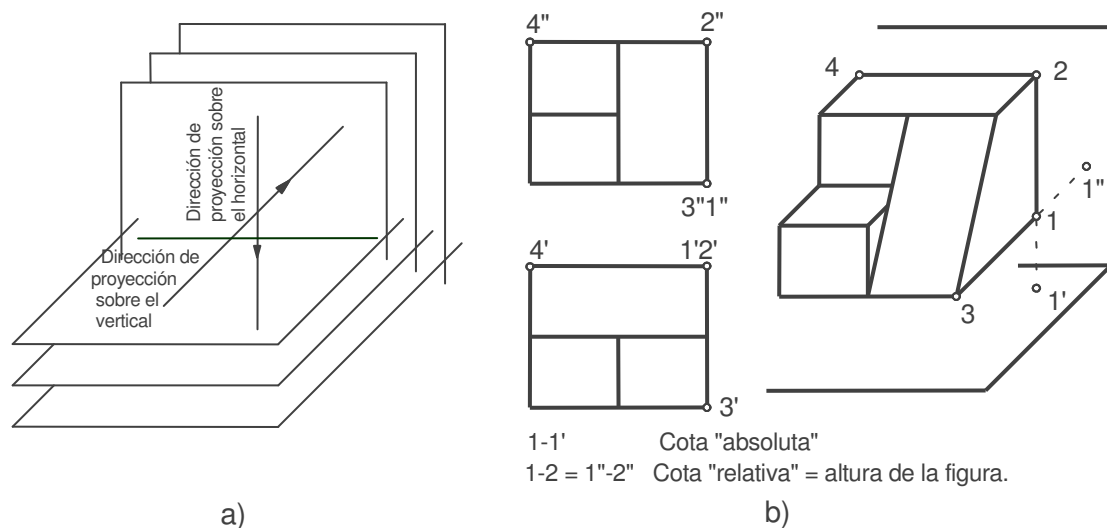 Dirección de
proyección sobre
el horizontal
Dirección de
proyección
sobre el
vertical
a)
4"
2"
3"1"
4'
1'2'
3'
4
2
1"
1
1'
3
1-1' Cota "absoluta"
1-2 = 1"-2" Cota "relativa" = altura de la figura.
b)